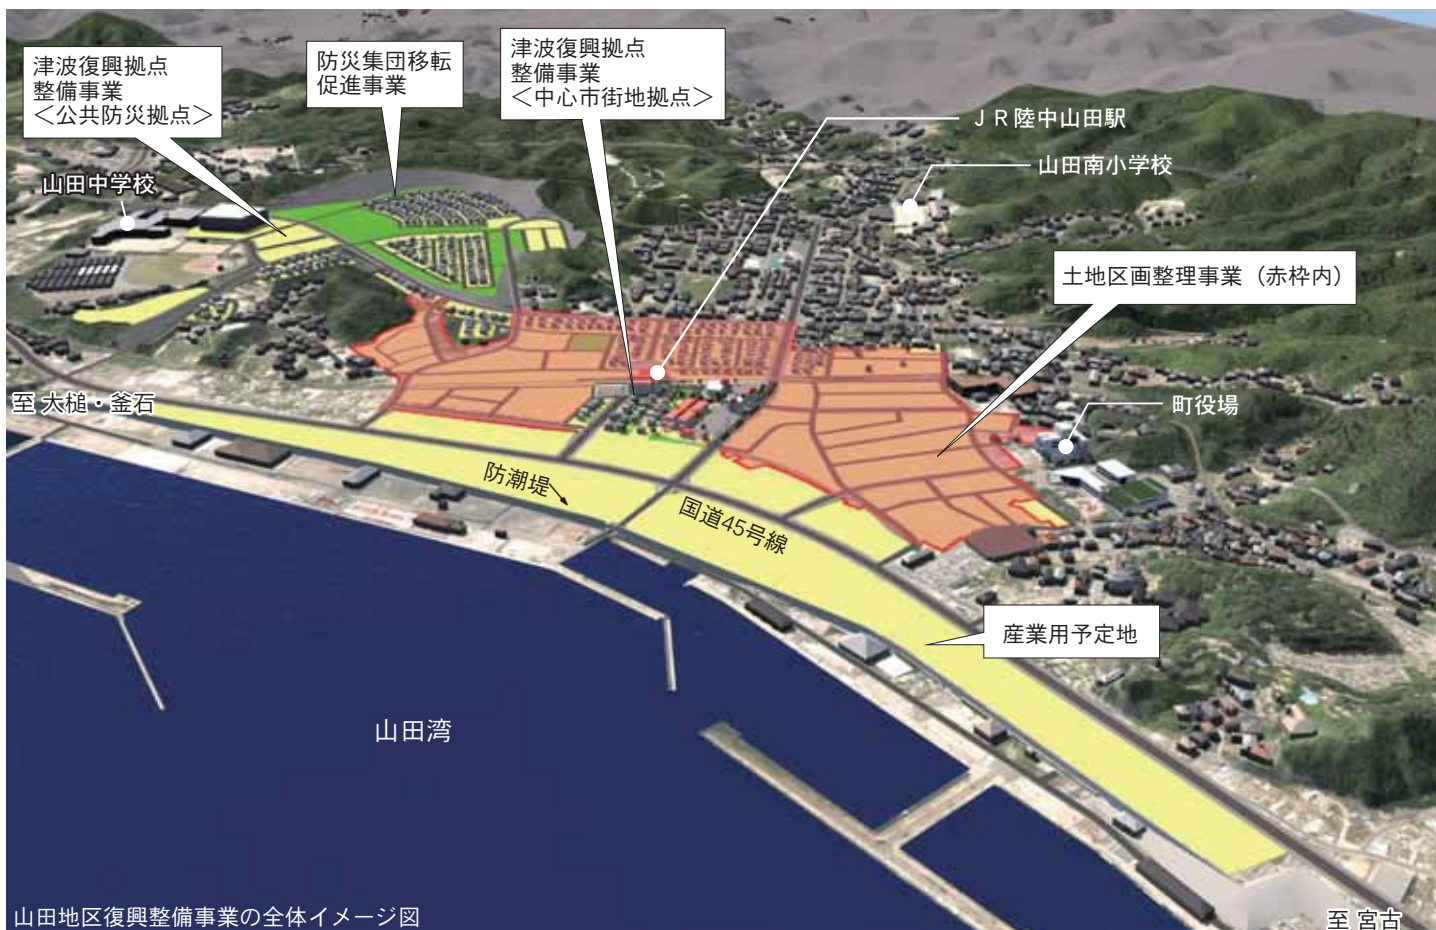 津波復興拠点
整備事業
＜公共防災拠点＞
防災集団移転
促進事業
津波復興拠点
整備事業
＜中心市街地拠点＞
ＪＲ陸中山田駅
山田南小学校
山田中学校
土地区画整理事業（赤枠内）
至 大槌・釜石
町役場
防潮堤
国道45号線
産業用予定地
山田湾
山田地区復興整備事業の全体イメージ図
至 宮古